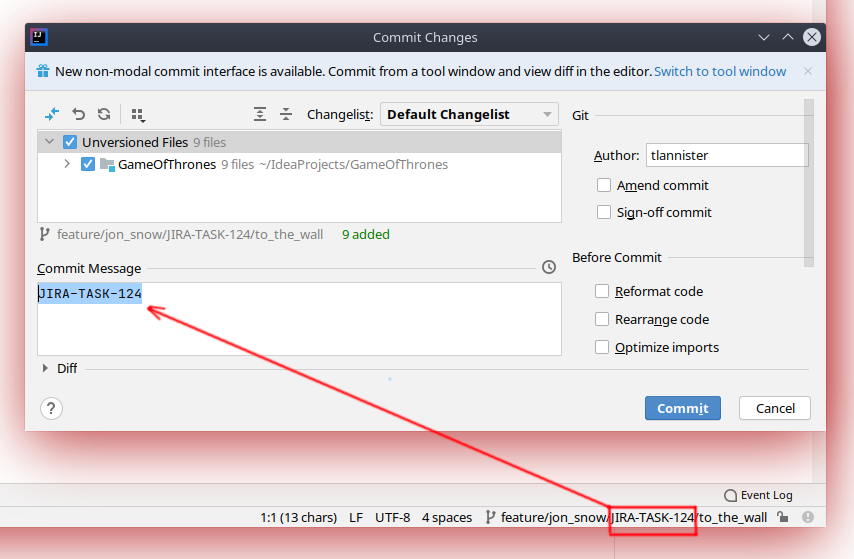 IJ
Commit Changes
New non-modal commit interface is available. Commit from a tool window and view diff in the editor. Switch to tool window
Changelist: Default Changelist
Unversioned Files 9 files
GameOfThrones 9 files ~/IdeaProjects/GameOfThrones
feature/jon_snow/JIRA-TASK-124/to_the_wall 9 added
Commit Message
JIRA-TASK-124
Diff
Git
Author: tlannister
Amend commit
Sign-off commit
Before Commit
Reformat code
Rearrange code
Optimize imports
?
Commit Cancel
Event Log
1:1 (13 chars) LF UTF-8 4 spaces feature/jon_snow/JIRA-TASK-124/to_the_wall